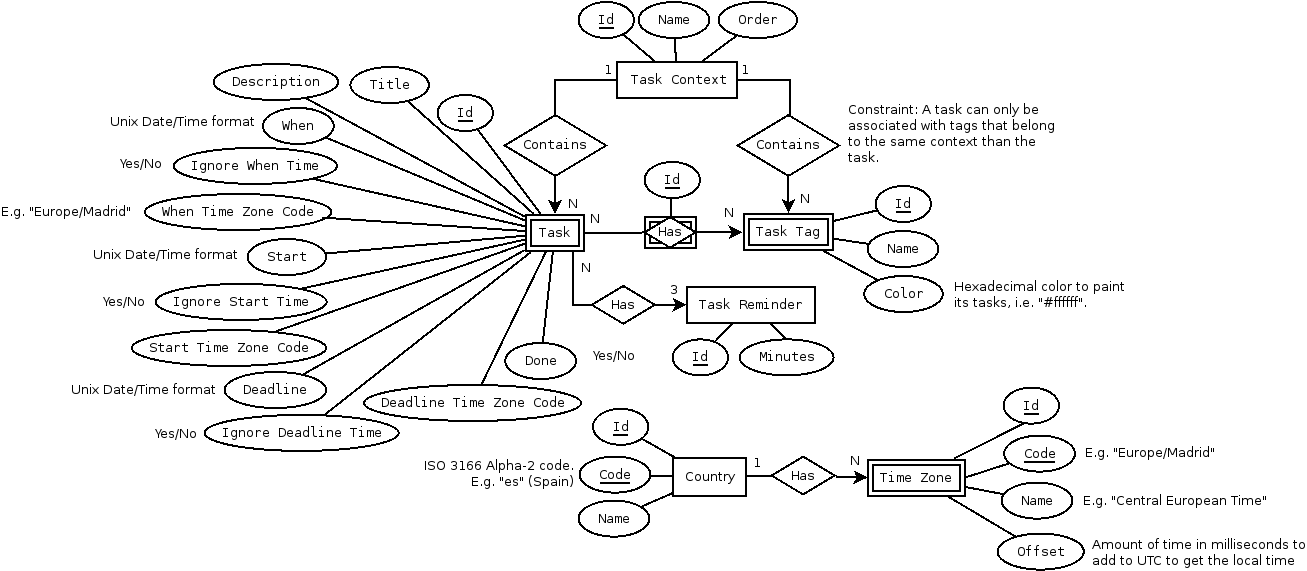 Id
Name
Order
1
Task Context
1
Description
Title
Id
Unix Date/Time format
When
Contains
Contains
Constraint: A task can only be
associated with tags that belong
to the same context than the
task.
Yes/No
Ignore When Time
Id
E.g. "Europe/Madrid"
When Time Zone Code
N
N
N
N
Id
Task
Has
Task Tag
Unix Date/Time format
Start
Name
N
Yes/No
Ignore Start Time
Has
3
Task Reminder
Color
Hexadecimal color to paint
its tasks, i.e. "#ffffff".
Start Time Zone Code
Done
Yes/No
Id
Minutes
Unix Date/Time format
Deadline
Deadline Time Zone Code
Yes/No
Ignore Deadline Time
Id
Id
ISO 3166 Alpha-2 code.
E.g. "es" (Spain)
Code
Name
Country
1
Has
N
Time Zone
Code
E.g. "Europe/Madrid"
Name
E.g. "Central European Time"
Offset
Amount of time in milliseconds to
add to UTC to get the local time